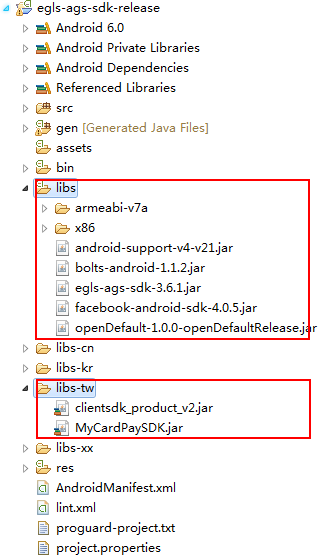 egls-ags-sdk-release
Android 6.0
Android Private Libraries
Android Dependencies
Referenced Libraries
src
gen [Generated Java Files]
assets
bin
libs
armeabi-v7a
x86
android-support-v4-v21.jar
bolts-android-1.1.2.jar
egls-ags-sdk-3.6.1.jar
facebook-android-sdk-4.0.5.jar
openDefault-1.0.0-openDefaultRelease.jar
libs-cn
libs-kr
libs-tw
clientsdk_product_v2.jar
MyCardPaySDK.jar
libs-xx
res
AndroidManifest.xml
lint.xml
proguard-project.txt
project.properties